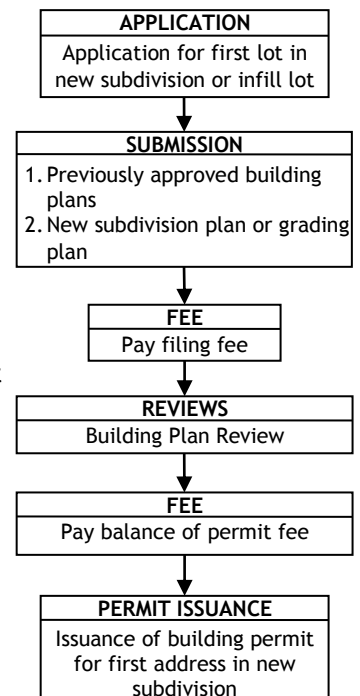 APPLICATION
Application for first lot in
new subdivision or infill lot
SUBMISSION
1. Previously approved building
plans
2. New subdivision plan or grading
plan
FEE
Pay filing fee
REVIEWS
Building Plan Review
FEE
Pay balance of permit fee
PERMIT ISSUANCE
Issuance of building permit
for first address in new
subdivision